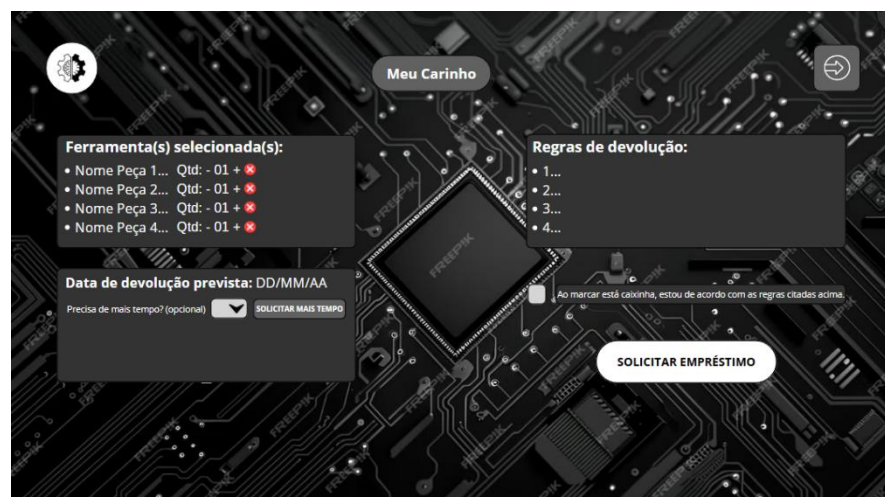 Meu Carinho
Ferramenta(s) selecionada(s):
• Nome Peça 1... Qtd: - 01 +
• Nome Peça 2... Qtd: - 01 +
• Nome Peça 3... Qtd: - 01 +
• Nome Peça 4... Qtd: - 01 +
Regras de devolução:
• 1...
• 2...
• 3...
• 4...
Data de devolução prevista: DD/MM/AA
Precisa de mais tempo? (opcional)
SOLICITAR MAIS TEMPO
Ao marcar está caixinha, estou de acordo com as regras citadas acima.
SOLICITAR EMPRÉSTIMO
FREEPIK